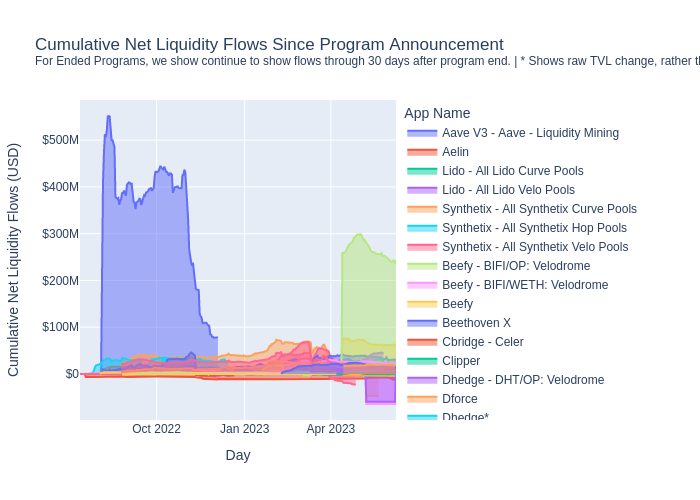 Cumulative Net Liquidity Flows Since Program Announcement
For Ended Programs, we show continue to show flows through 30 days after program end. | * Shows raw TVL change, rather
App Name
Aave V3 - Aave - Liquidity Mining
Aelin
Lido - All Lido Curve Pools
Lido - All Lido Velo Pools
Synthetix - All Synthetix Curve Pools
Synthetix - All Synthetix Hop Pools
Synthetix - All Synthetix Velo Pools
Beefy - BIFI/OP: Velodrome
Beefy - BIFI/WETH: Velodrome
Beefy
Beethoven X
Cbridge - Celer
Clipper
Dhedge - DHT/OP: Velodrome
Dforce
Dhedge*
Cumulative Net Liquidity Flows (USD)
$500M
$400M
$300M
$200M
$100M
$0
Oct 2022
Jan 2023
Apr 2023
Day